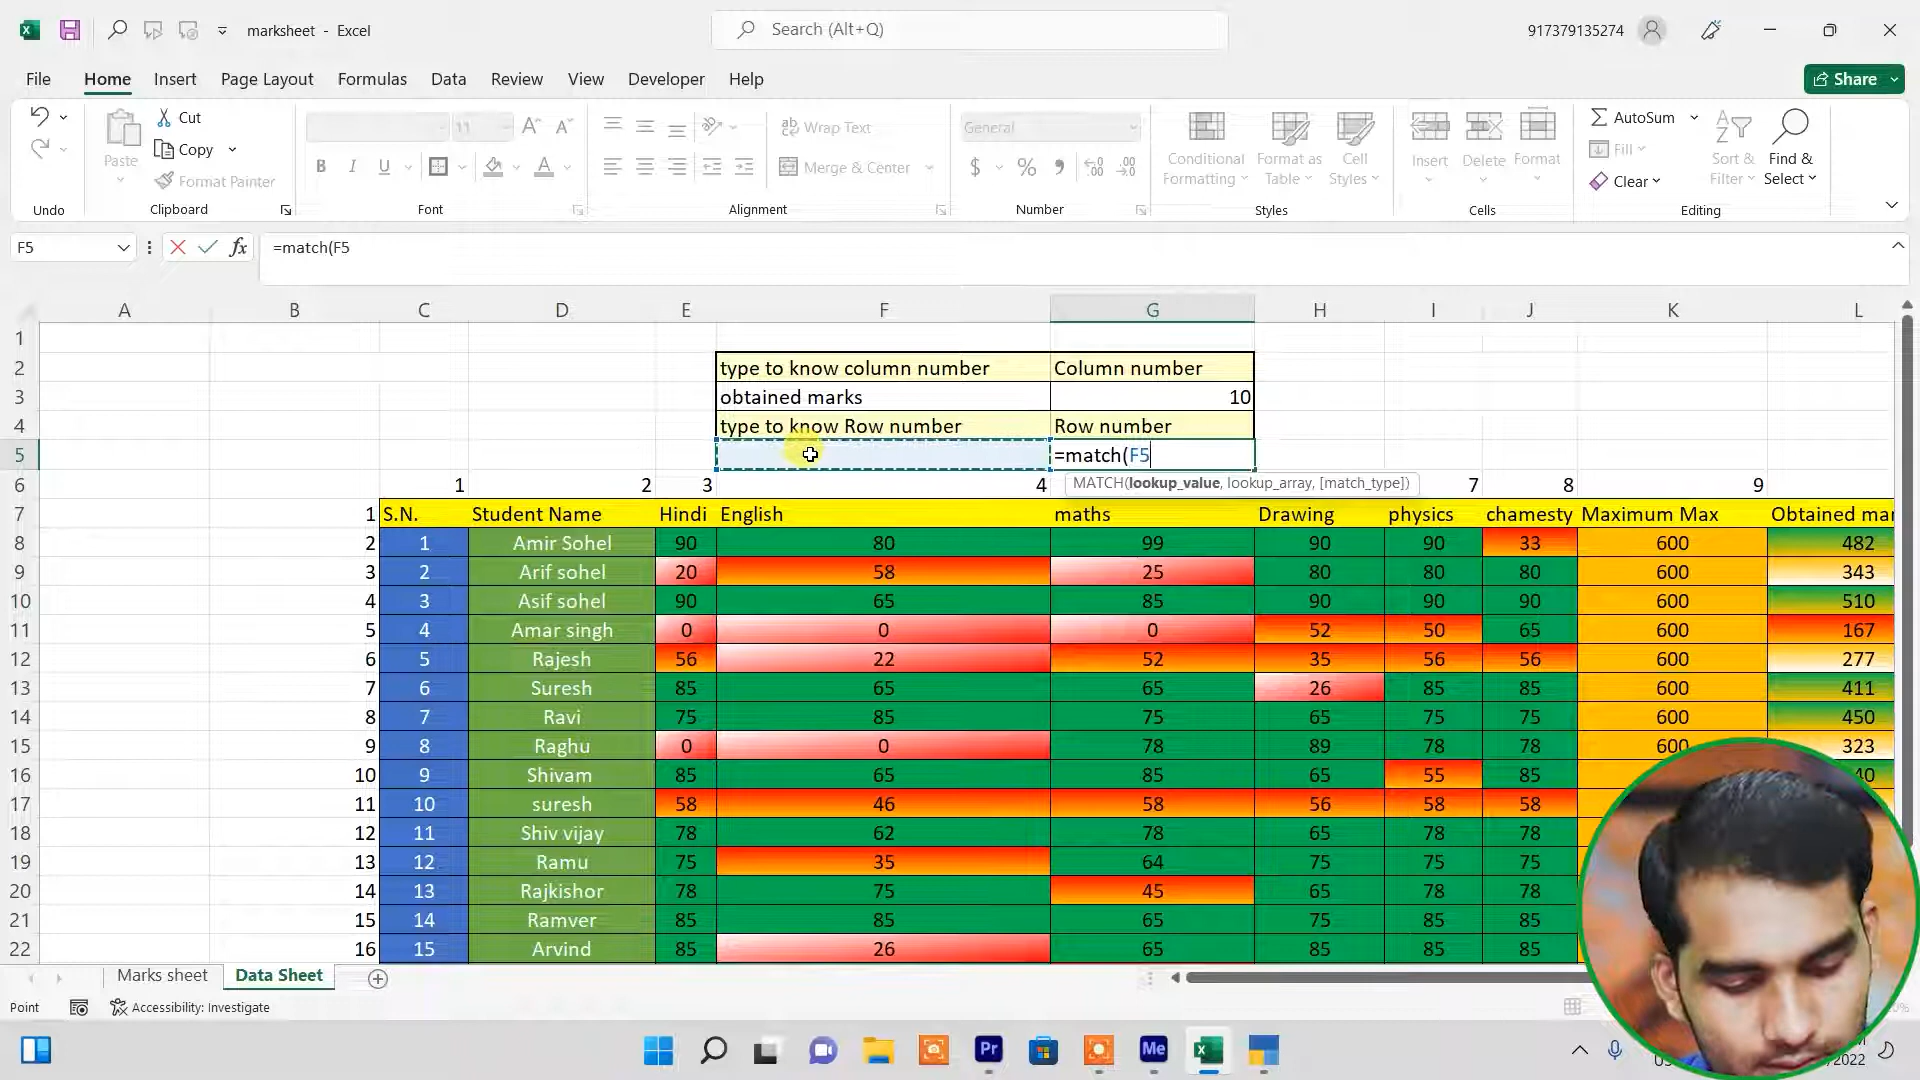 marksheet - Excel
Search (Alt+Q)
917379135274
File Home Insert Page Layout Formulas Data Review View Developer Help
Share
Paste
Cut
Copy
Format Painter
11
Wrap Text
Merge & Center
General
Conditional Formatting
Format as Table
Cell Styles
Insert
Delete
Format
AutoSum
Fill
Clear
Sort & Filter
Find & Select
Undo Clipboard Font Alignment Number Styles Cells Editing
F5 fx =match(F5
A B C D E F G H I J K L
1
2 type to know column number Column number
3 obtained marks 10
4 type to know Row number Row number
5 =match(F5
MATCH(lookup_value, lookup_array, [match_type])
6 1 2 3 4 7 8 9
7 1 S.N. Student Name Hindi English maths Drawing physics chamesty Maximum Max Obtained mar
8 2 1 Amir Sohel 90 80 99 90 90 33 600 482
9 3 2 Arif sohel 20 58 25 80 80 80 600 343
10 4 3 Asif sohel 90 65 85 90 90 90 600 510
11 5 4 Amar singh 0 0 0 52 50 65 600 167
12 6 5 Rajesh 56 22 52 35 56 56 600 277
13 7 6 Suresh 85 65 65 26 85 85 600 411
14 8 7 Ravi 75 85 75 65 75 75 600 450
15 9 8 Raghu 0 0 78 89 78 78 600 323
16 10 9 Shivam 85 65 85 65 55 85 40
17 11 10 suresh 58 46 58 56 58 58
18 12 11 Shiv vijay 78 62 78 65 78 78
19 13 12 Ramu 75 35 64 75 75 75
20 14 13 Rajkishor 78 75 45 65 78 78
21 15 14 Ramver 85 85 65 75 85 85
22 16 15 Arvind 85 26 65 85 85 85
Marks sheet Data Sheet
Point Accessibility: Investigate
Pr Me
2022